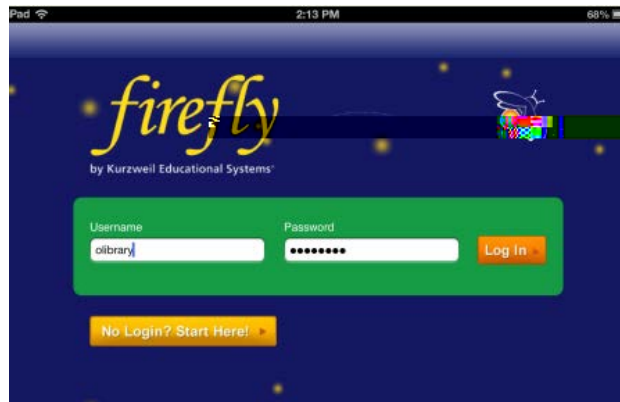 Pad 2:13 PM 68%
firefly
by Kurzweil Educational Systems
Username Password
olibrary •••••••• Log In
No Login? Start Here!